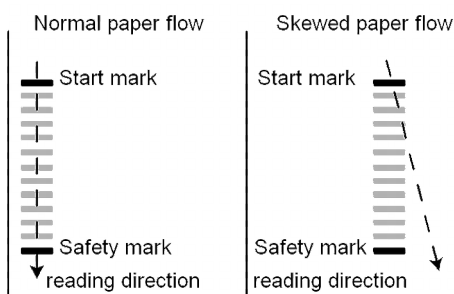 Normal paper flow
Start mark
Safety mark
reading direction
Skewed paper flow
Start mark
Safety mark
reading direction